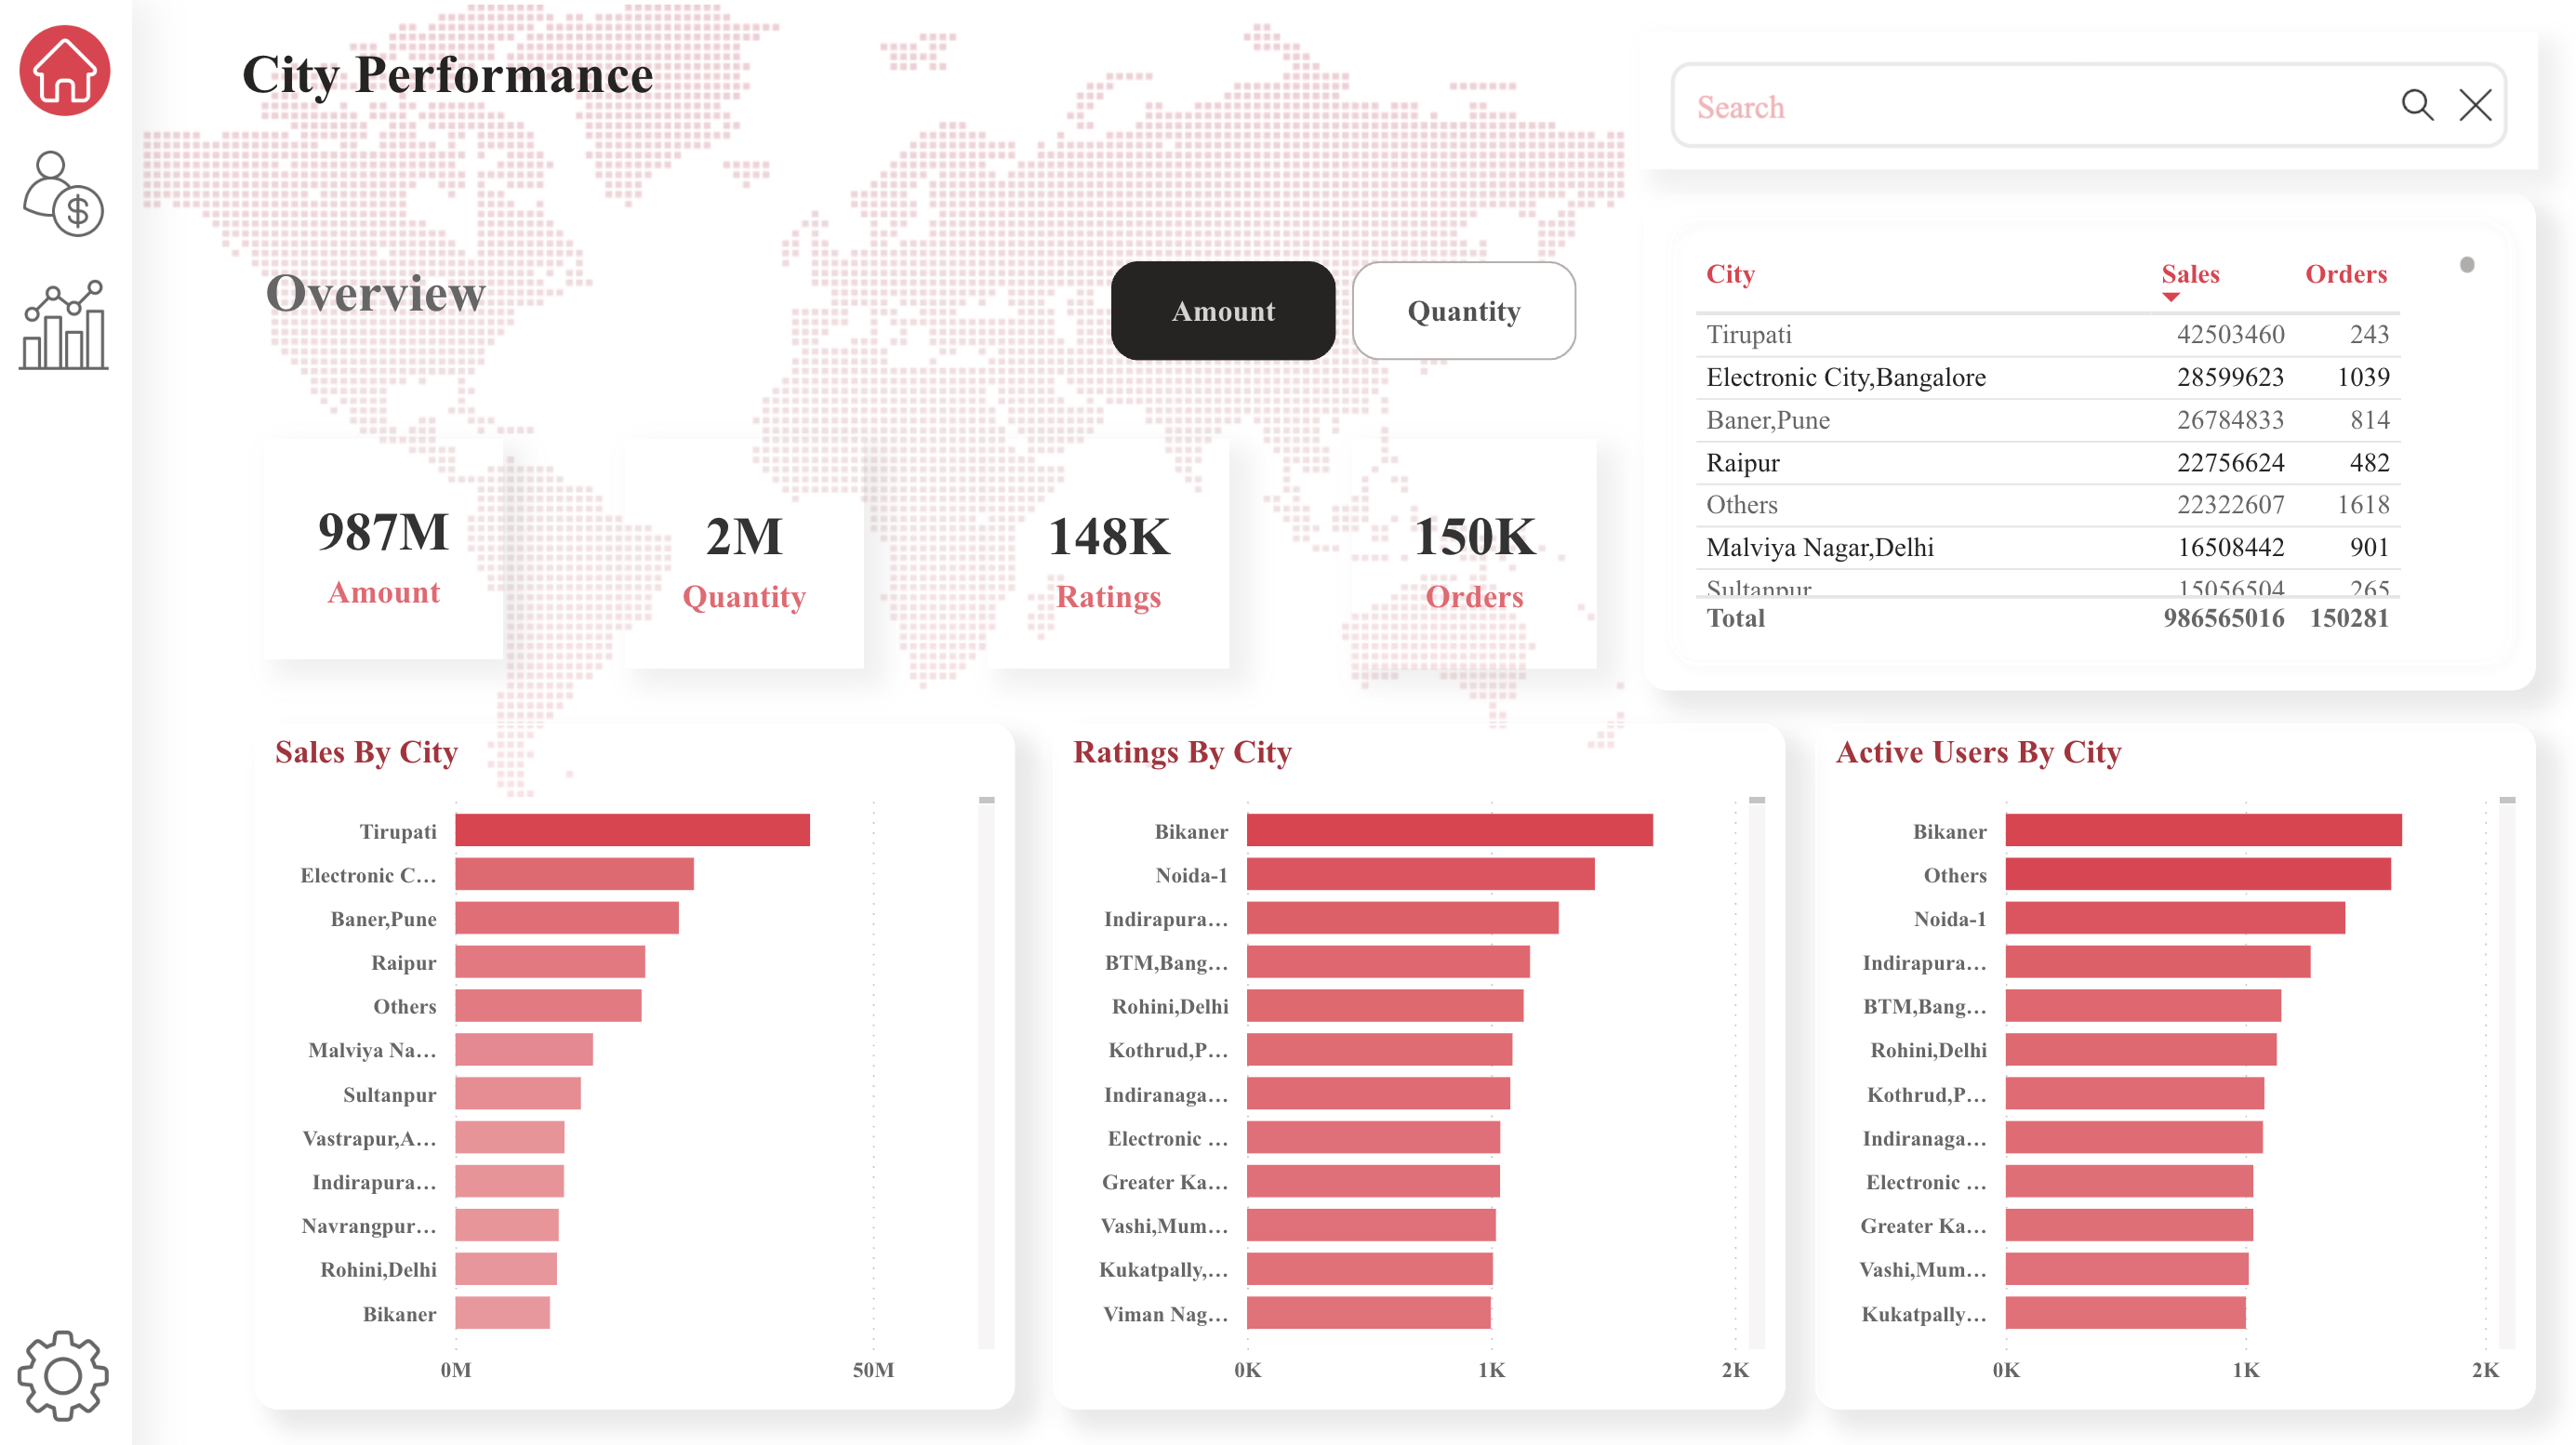 City Performance
Search
Overview
Amount
Quantity
City Sales Orders
Tirupati 42503460 243
Electronic City,Bangalore 28599623 1039
Baner,Pune 26784833 814
Raipur 22756624 482
Others 22322607 1618
Malviya Nagar,Delhi 16508442 901
Sultanpur 15056504 265
Total 986565016 150281
987M
Amount
2M
Quantity
148K
Ratings
150K
Orders
Sales By City
Tirupati
Electronic C...
Baner,Pune
Raipur
Others
Malviya Na...
Sultanpur
Vastrapur,A...
Indirapura...
Navrangpur...
Rohini,Delhi
Bikaner
0M 50M
Ratings By City
Bikaner
Noida-1
Indirapura...
BTM,Bang...
Rohini,Delhi
Kothrud,P...
Indiranaga...
Electronic ...
Greater Ka...
Vashi,Mum...
Kukatpally,...
Viman Nag...
0K 1K 2K
Active Users By City
Bikaner
Others
Noida-1
Indirapura...
BTM,Bang...
Rohini,Delhi
Kothrud,P...
Indiranaga...
Electronic ...
Greater Ka...
Vashi,Mum...
Kukatpally...
0K 1K 2K